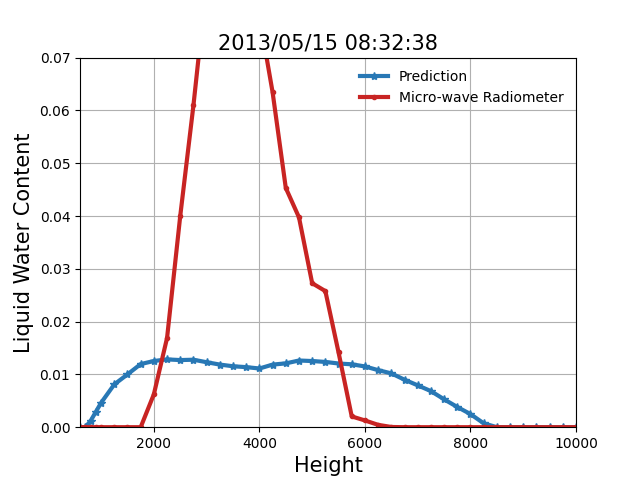 2013/05/15 08:32:38
Prediction
Micro-wave Radiometer
Liquid Water Content
0.07
0.06
0.05
0.04
0.03
0.02
0.01
0.00
2000 4000 6000 8000 10000
Height